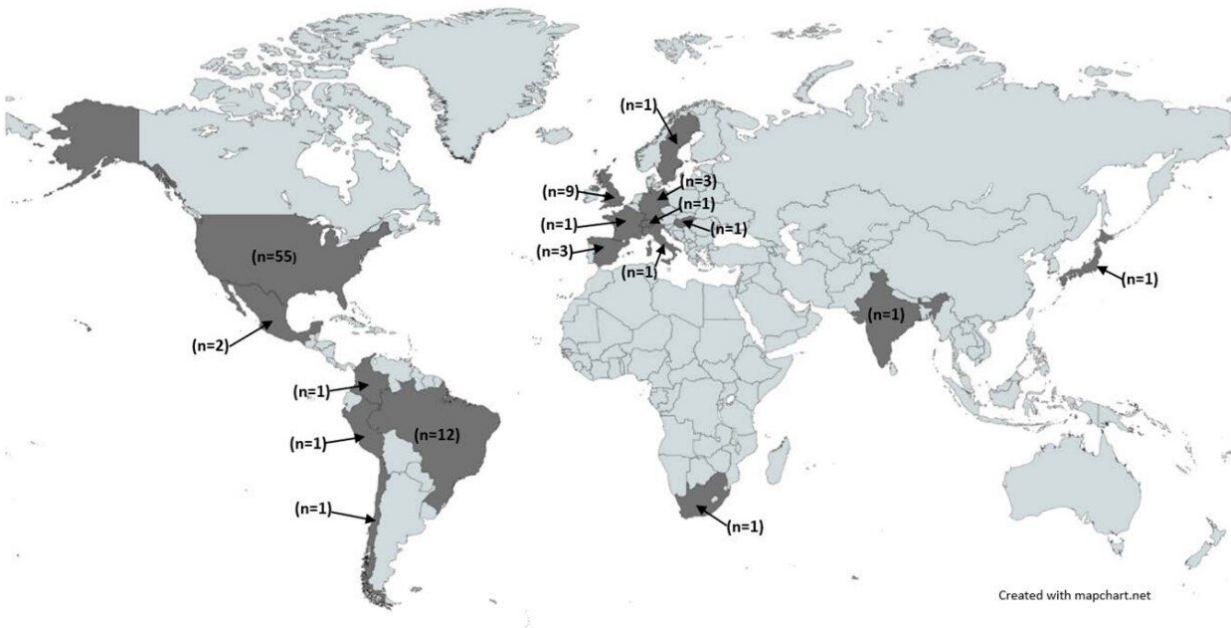 (n=1)
(n=9)
(n=3)
(n=1)
(n=1)
(n=1)
(n=3)
(n=1)
(n=55)
(n=1)
(n=1)
(n=2)
(n=1)
(n=12)
(n=1)
(n=1)
(n=1)
Created with mapchart.net